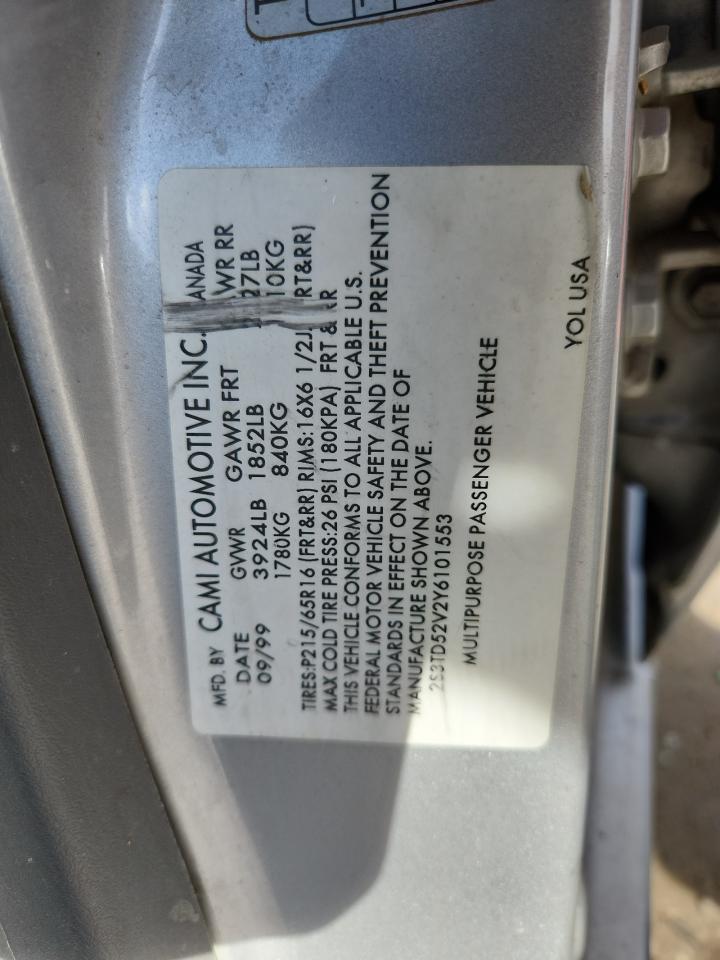 MFD. BY CAMI AUTOMOTIVE INC. ANADA
DATE GVWR GAWR FRT WR RR
09/99 3924LB 1852LB 27LB
1780KG 840KG 10KG
TIRES:P215/65R16 (FRT&RR) RIMS:16X6 1/2J RT&RR)
MAX COLD TIRE PRESS:26 PSI (180KPA) FRT & RR
THIS VEHICLE CONFORMS TO ALL APPLICABLE U.S.
FEDERAL MOTOR VEHICLE SAFETY AND THEFT PREVENTION
STANDARDS IN EFFECT ON THE DATE OF
MANUFACTURE SHOWN ABOVE.
2S3TD52V2Y6101553
MULTIPURPOSE PASSENGER VEHICLE
YOL USA